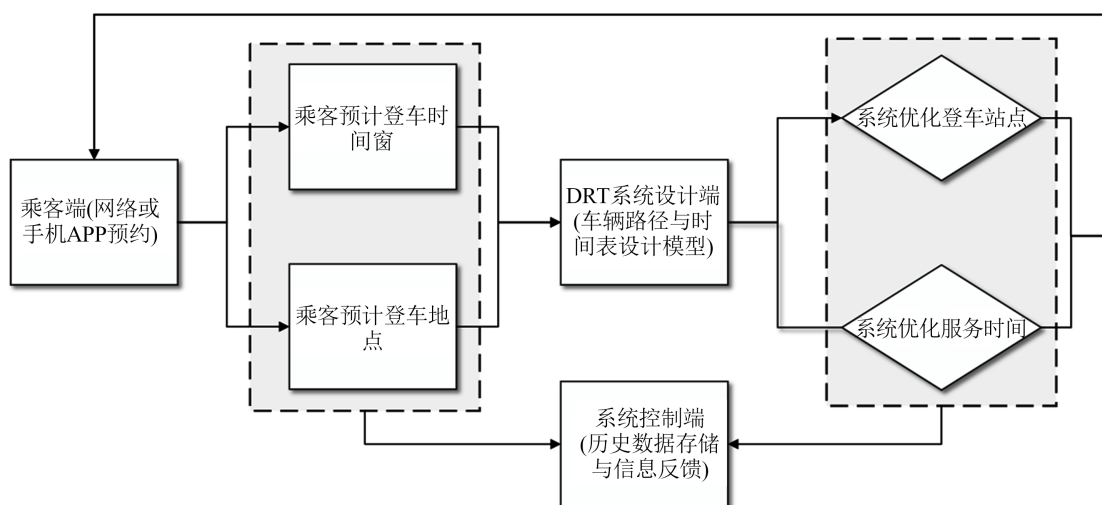 乘客端(网络或
手机APP预约)
乘客预计登车时
间窗
乘客预计登车地
点
DRT系统设计端
(车辆路径与时
间表设计模型)
系统优化登车站点
系统优化服务时间
系统控制端
(历史数据存储
与信息反馈)